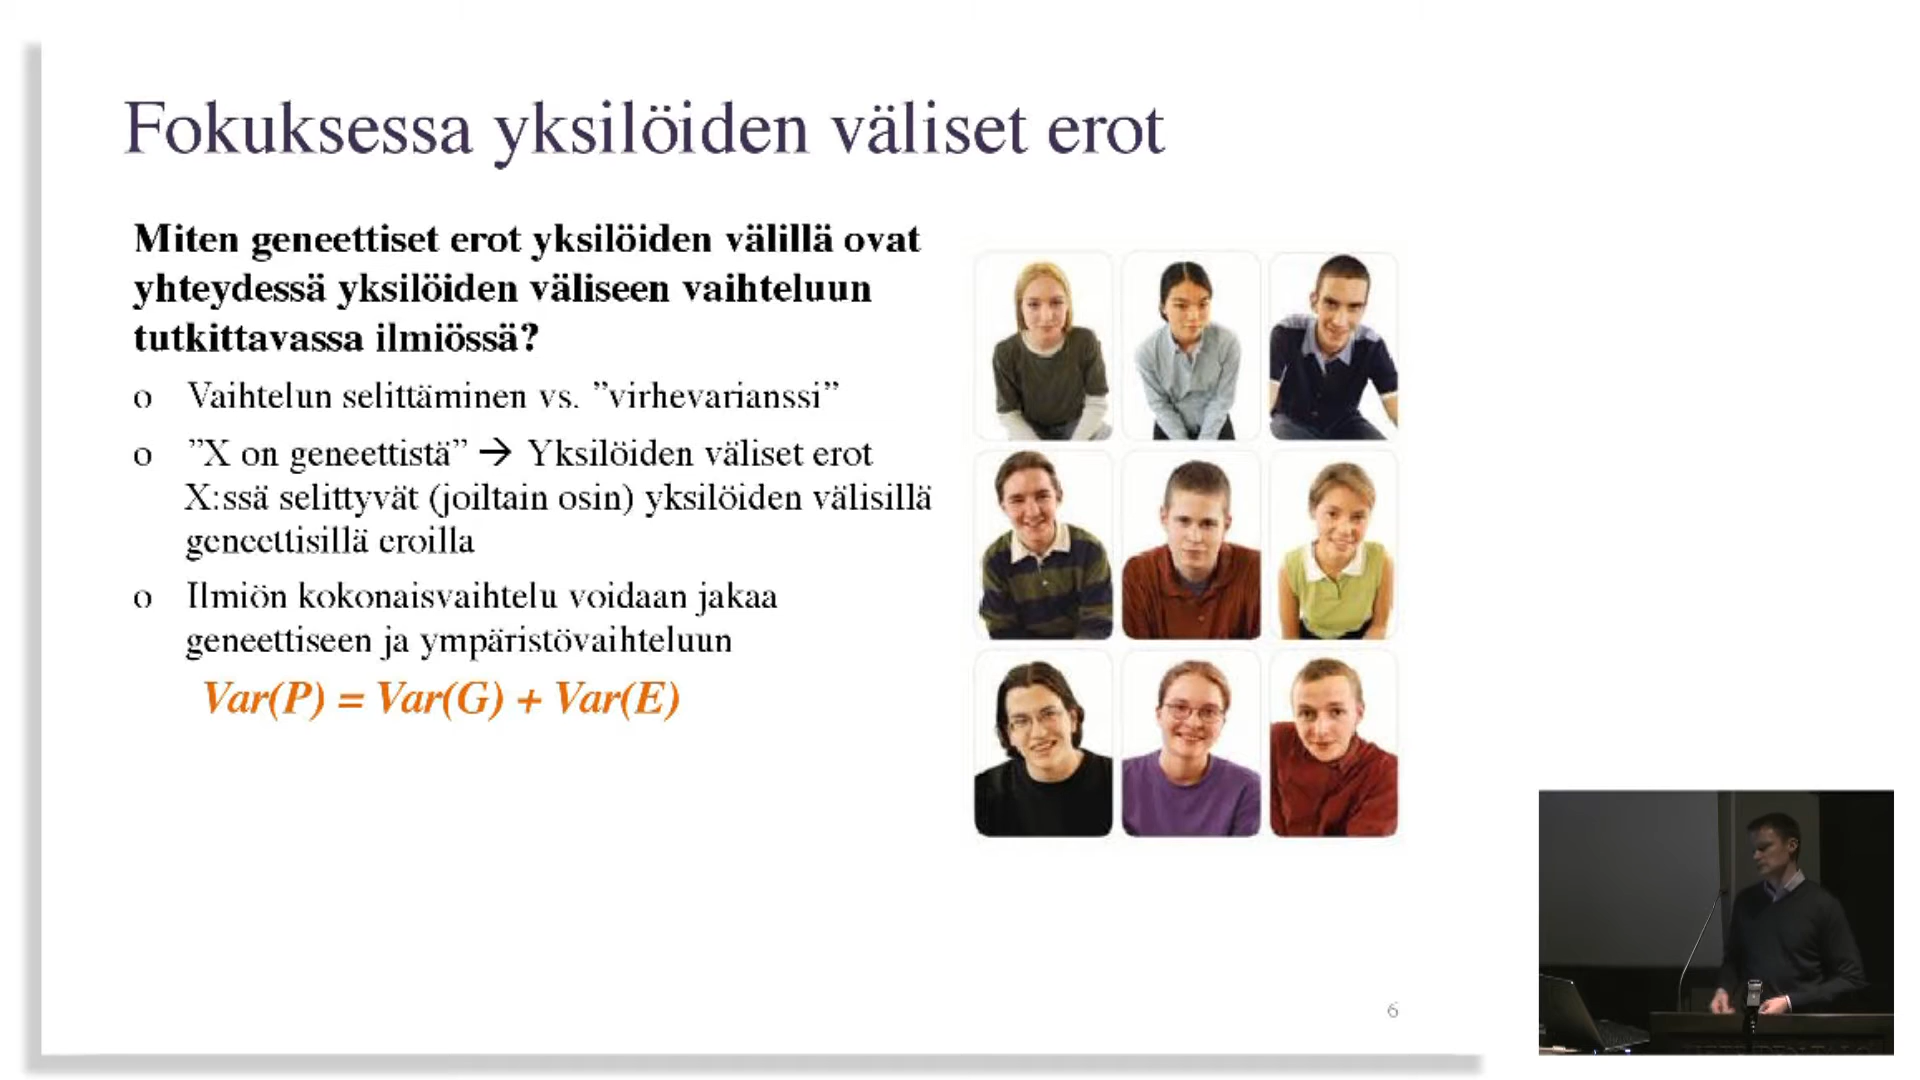 Fokuksessa yksilöiden väliset erot
Miten geneettiset erot yksilöiden välillä ovat
yhteydessä yksilöiden väliseen vaihteluun
tutkittavassa ilmiössä?
o Vaihtelun selittäminen vs. ”virhevarianssi”
o ”X on geneettistä” → Yksilöiden väliset erot
X:ssä selittyvät (joiltain osin) yksilöiden välisillä
geneettisillä eroilla
o Ilmiön kokonaisvaihtelu voidaan jakaa
geneettiseen ja ympäristövaihteluun
Var(P) = Var(G) + Var(E)
6